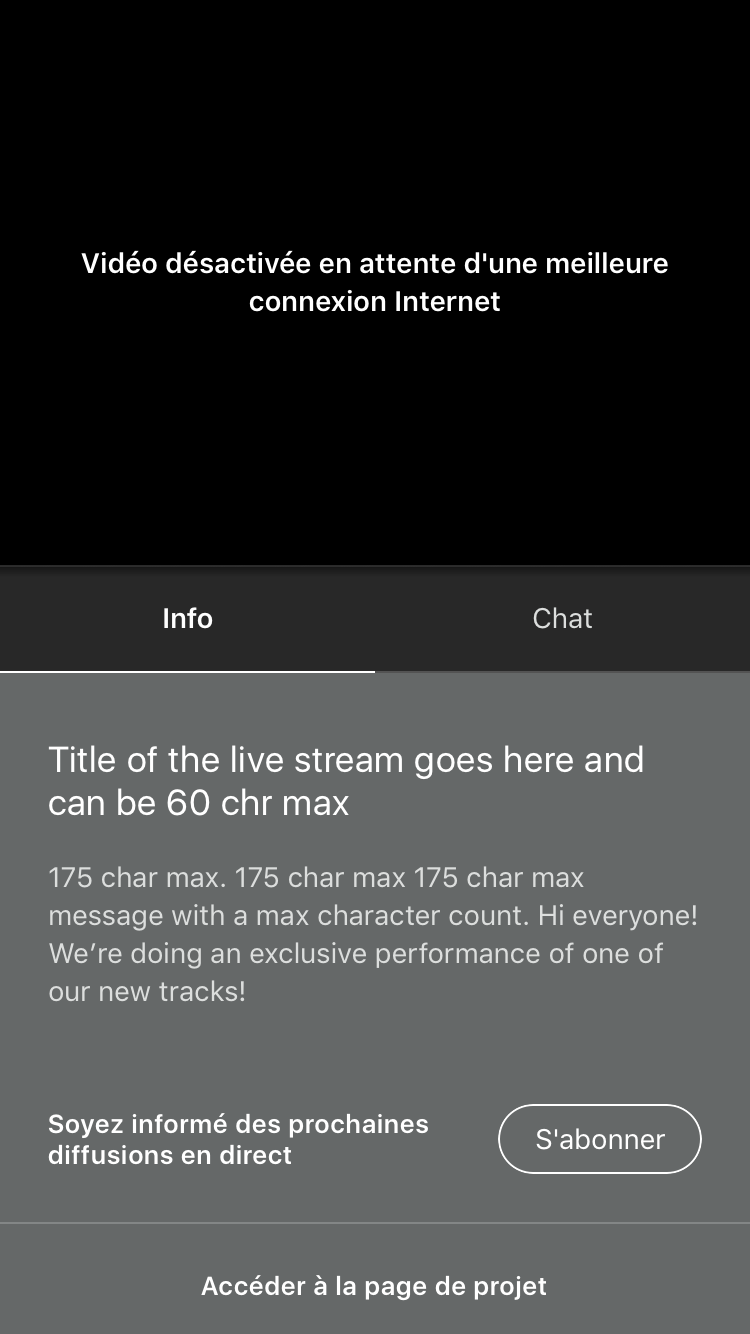 Vidéo désactivée en attente d'une meilleure
connexion Internet
Info
Chat
Title of the live stream goes here and
can be 60 chr max
175 char max. 175 char max 175 char max
message with a max character count. Hi everyone!
We’re doing an exclusive performance of one of
our new tracks!
Soyez informé des prochaines
diffusions en direct
S'abonner
Accéder à la page de projet